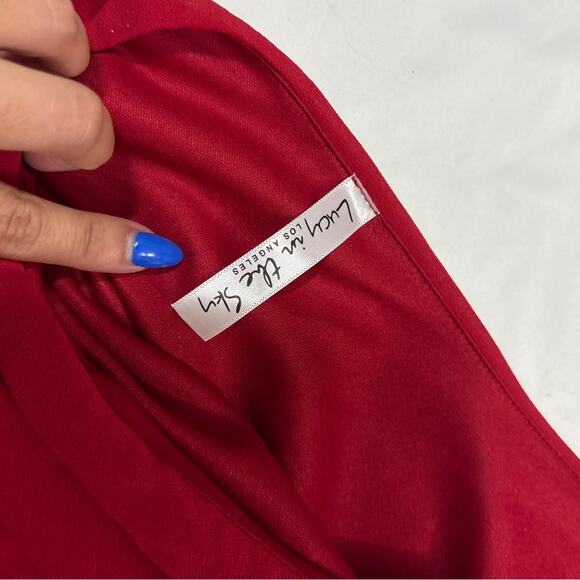 Lucy in the Sky
LOS ANGELES